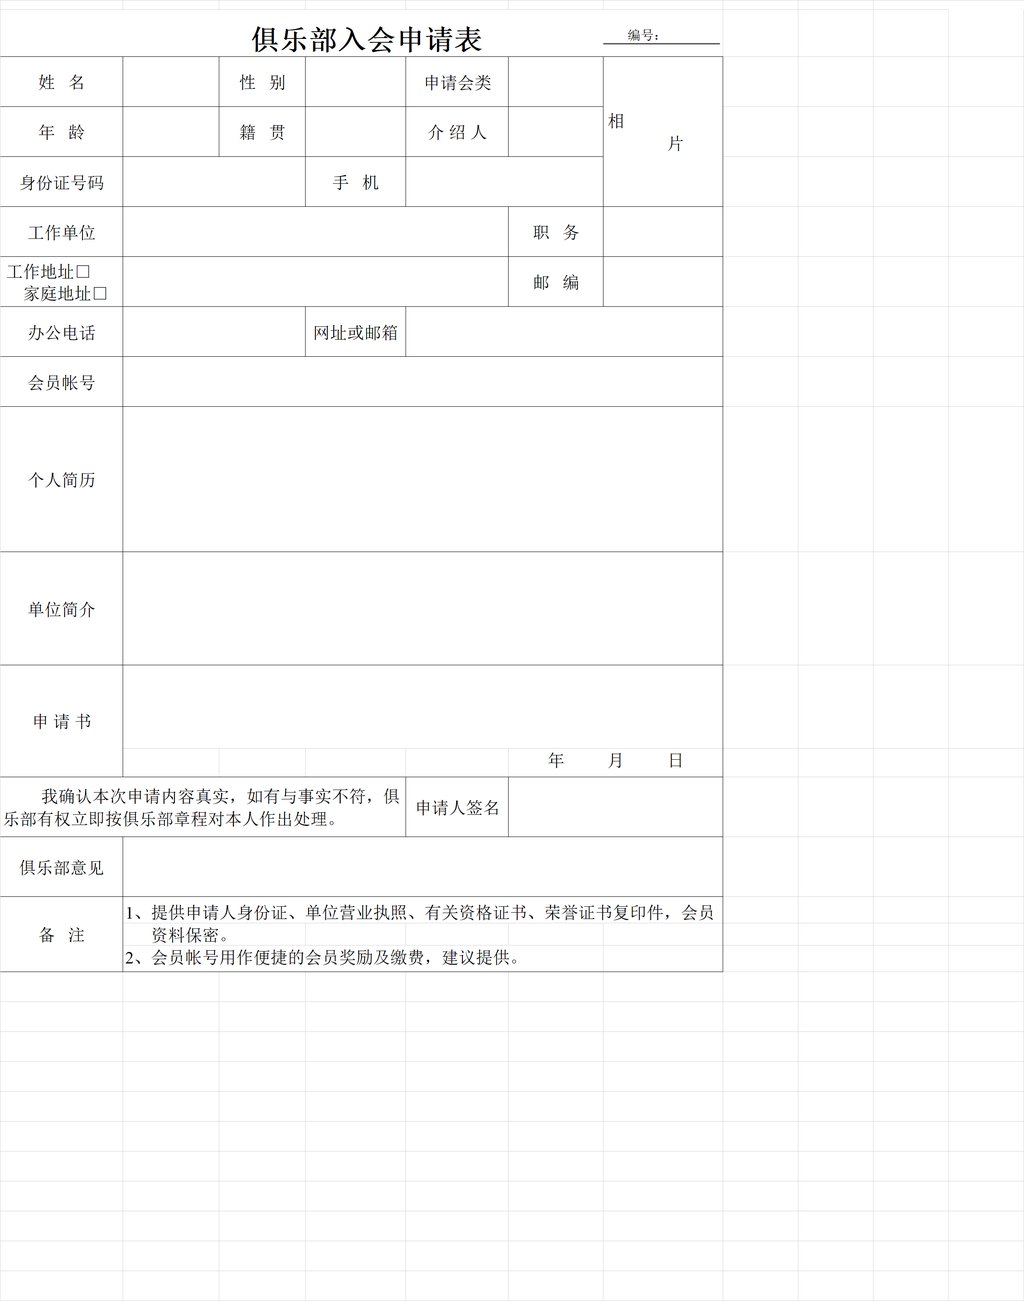 俱乐部入会申请表
编号：
姓 名 性 别 申请会类
相
片
年 龄 籍 贯 介 绍 人
身份证号码 手 机
工作单位 职 务
工作地址□
家庭地址□
邮 编
办公电话 网址或邮箱
会员帐号
个人简历
单位简介
申 请 书
年 月 日
我确认本次申请内容真实，如有与事实不符，俱
乐部有权立即按俱乐部章程对本人作出处理。
申请人签名
俱乐部意见
备 注
1、提供申请人身份证、单位营业执照、有关资格证书、荣誉证书复印件，会员
资料保密。
2、会员帐号用作便捷的会员奖励及缴费，建议提供。